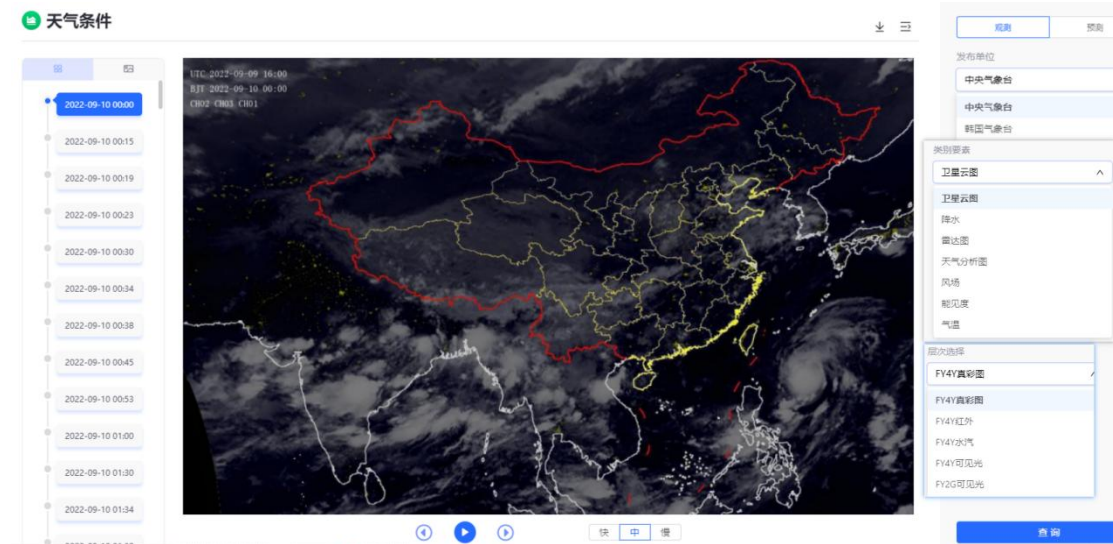 天气条件
2022-09-10 00:00
2022-09-10 00:15
2022-09-10 00:19
2022-09-10 00:23
2022-09-10 00:30
2022-09-10 00:34
2022-09-10 00:38
2022-09-10 00:45
2022-09-10 00:53
2022-09-10 01:00
2022-09-10 01:30
2022-09-10 01:34
UTC 2022-09-09 16:00
BJT 2022-09-10 00:00
CH02 CH03 CH01
快 中 慢
观测 预测
发布单位
中央气象台
中央气象台
韩国气象台
类别要素
卫星云图
卫星云图
降水
雷达图
天气分析图
风场
能见度
气温
层次选择
FY4Y真彩图
FY4Y真彩图
FY4Y红外
FY4Y水汽
FY4Y可见光
FY2G可见光
查询